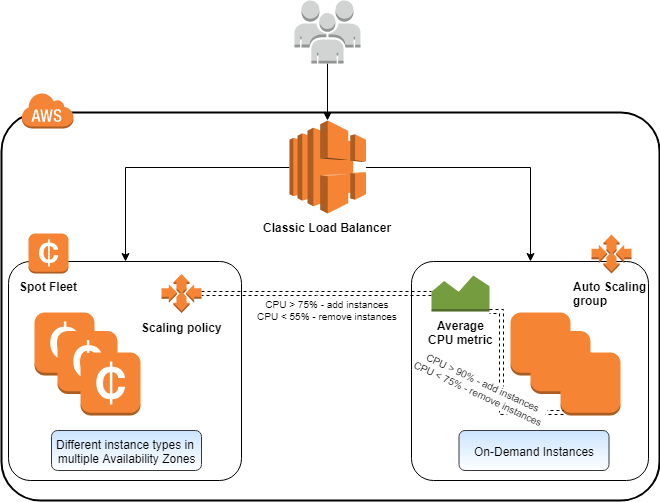 AWS
Classic Load Balancer
Spot Fleet
Scaling policy
CPU > 75% - add instances
CPU < 55% - remove instances
Auto Scaling
group
Average
CPU metric
CPU > 90% - add instances
CPU < 75% - remove instances
Different instance types in
multiple Availability Zones
On-Demand Instances